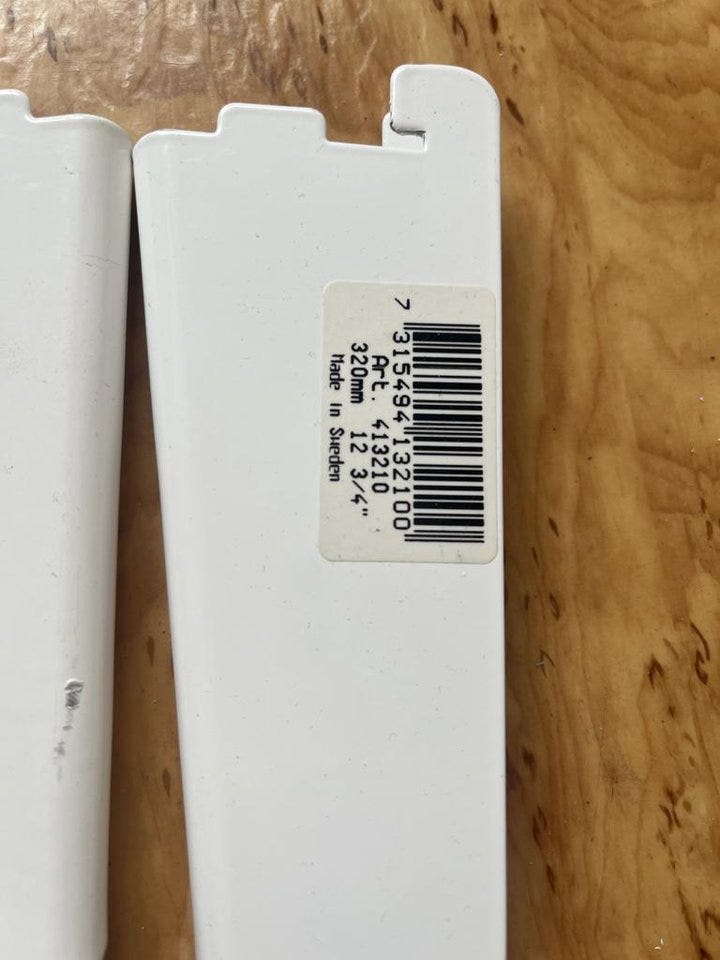 7 315494 132100
Art. 413210
320mm 12 3/4"
Made in Sweden